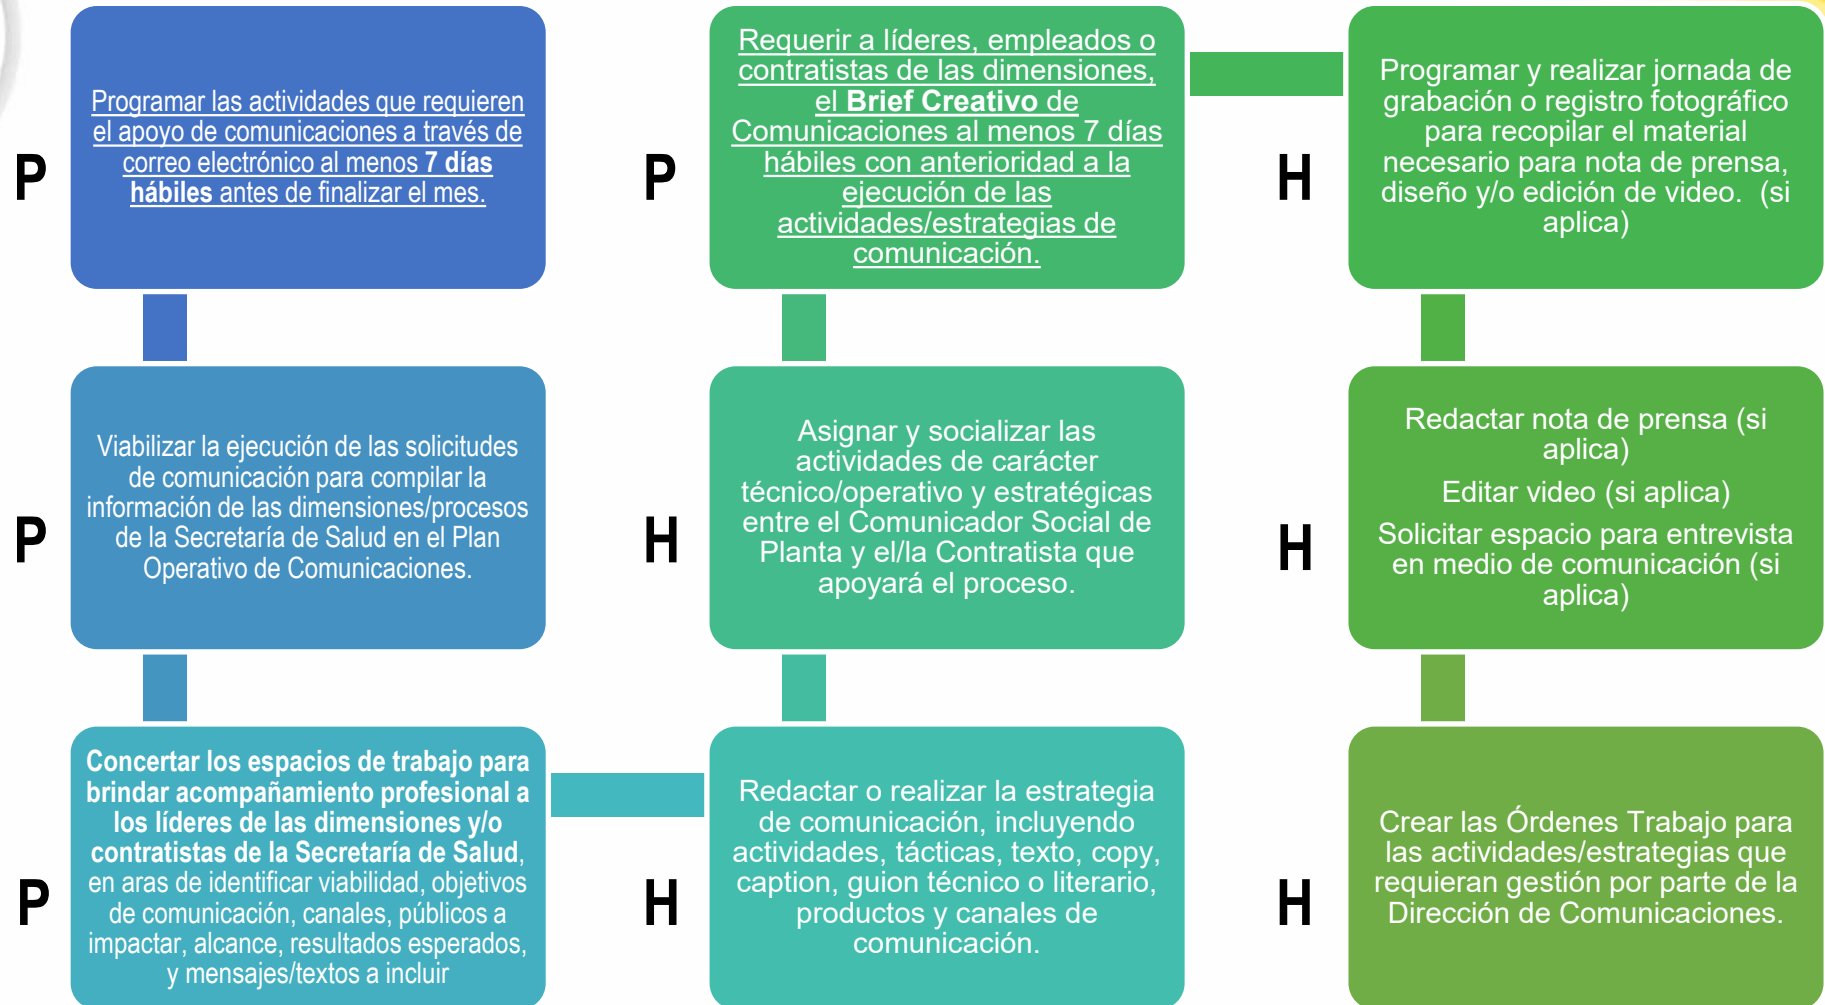 P
Programar las actividades que requieren
el apoyo de comunicaciones a través de
correo electrónico al menos 7 días
hábiles antes de finalizar el mes.
P
Viabilizar la ejecución de las solicitudes
de comunicación para compilar la
información de las dimensiones/procesos
de la Secretaría de Salud en el Plan
Operativo de Comunicaciones.
P
Concertar los espacios de trabajo para
brindar acompañamiento profesional a
los líderes de las dimensiones y/o
contratistas de la Secretaría de Salud,
en aras de identificar viabilidad, objetivos
de comunicación, canales, públicos a
impactar, alcance, resultados esperados,
y mensajes/textos a incluir
H
Redactar o realizar la estrategia
de comunicación, incluyendo
actividades, tácticas, texto, copy,
caption, guion técnico o literario,
productos y canales de
comunicación.
H
Asignar y socializar las
actividades de carácter
técnico/operativo y estratégicas
entre el Comunicador Social de
Planta y el/la Contratista que
apoyará el proceso.
P
Requerir a líderes, empleados o
contratistas de las dimensiones,
el Brief Creativo de
Comunicaciones al menos 7 días
hábiles con anterioridad a la
ejecución de las
actividades/estrategias de
comunicación.
H
Programar y realizar jornada de
grabación o registro fotográfico
para recopilar el material
necesario para nota de prensa,
diseño y/o edición de video. (si
aplica)
H
Redactar nota de prensa (si
aplica)
Editar video (si aplica)
Solicitar espacio para entrevista
en medio de comunicación (si
aplica)
H
Crear las Órdenes Trabajo para
las actividades/estrategias que
requieran gestión por parte de la
Dirección de Comunicaciones.